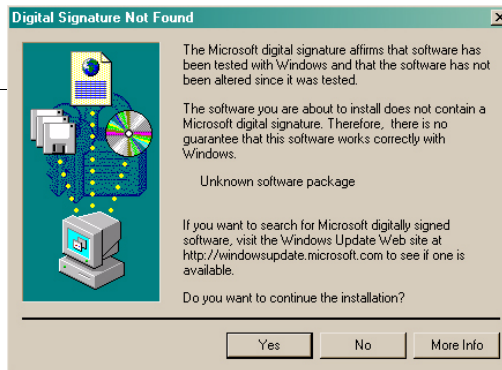 Digital Signature Not Found
The Microsoft digital signature affirms that software has
been tested with Windows and that the software has not
been altered since it was tested.
The software you are about to install does not contain a
Microsoft digital signature. Therefore, there is no
guarantee that this software works correctly with
Windows.
Unknown software package
If you want to search for Microsoft digitally signed
software, visit the Windows Update Web site at
http://windowsupdate.microsoft.com to see if one is
available.
Do you want to continue the installation?
Yes No More Info